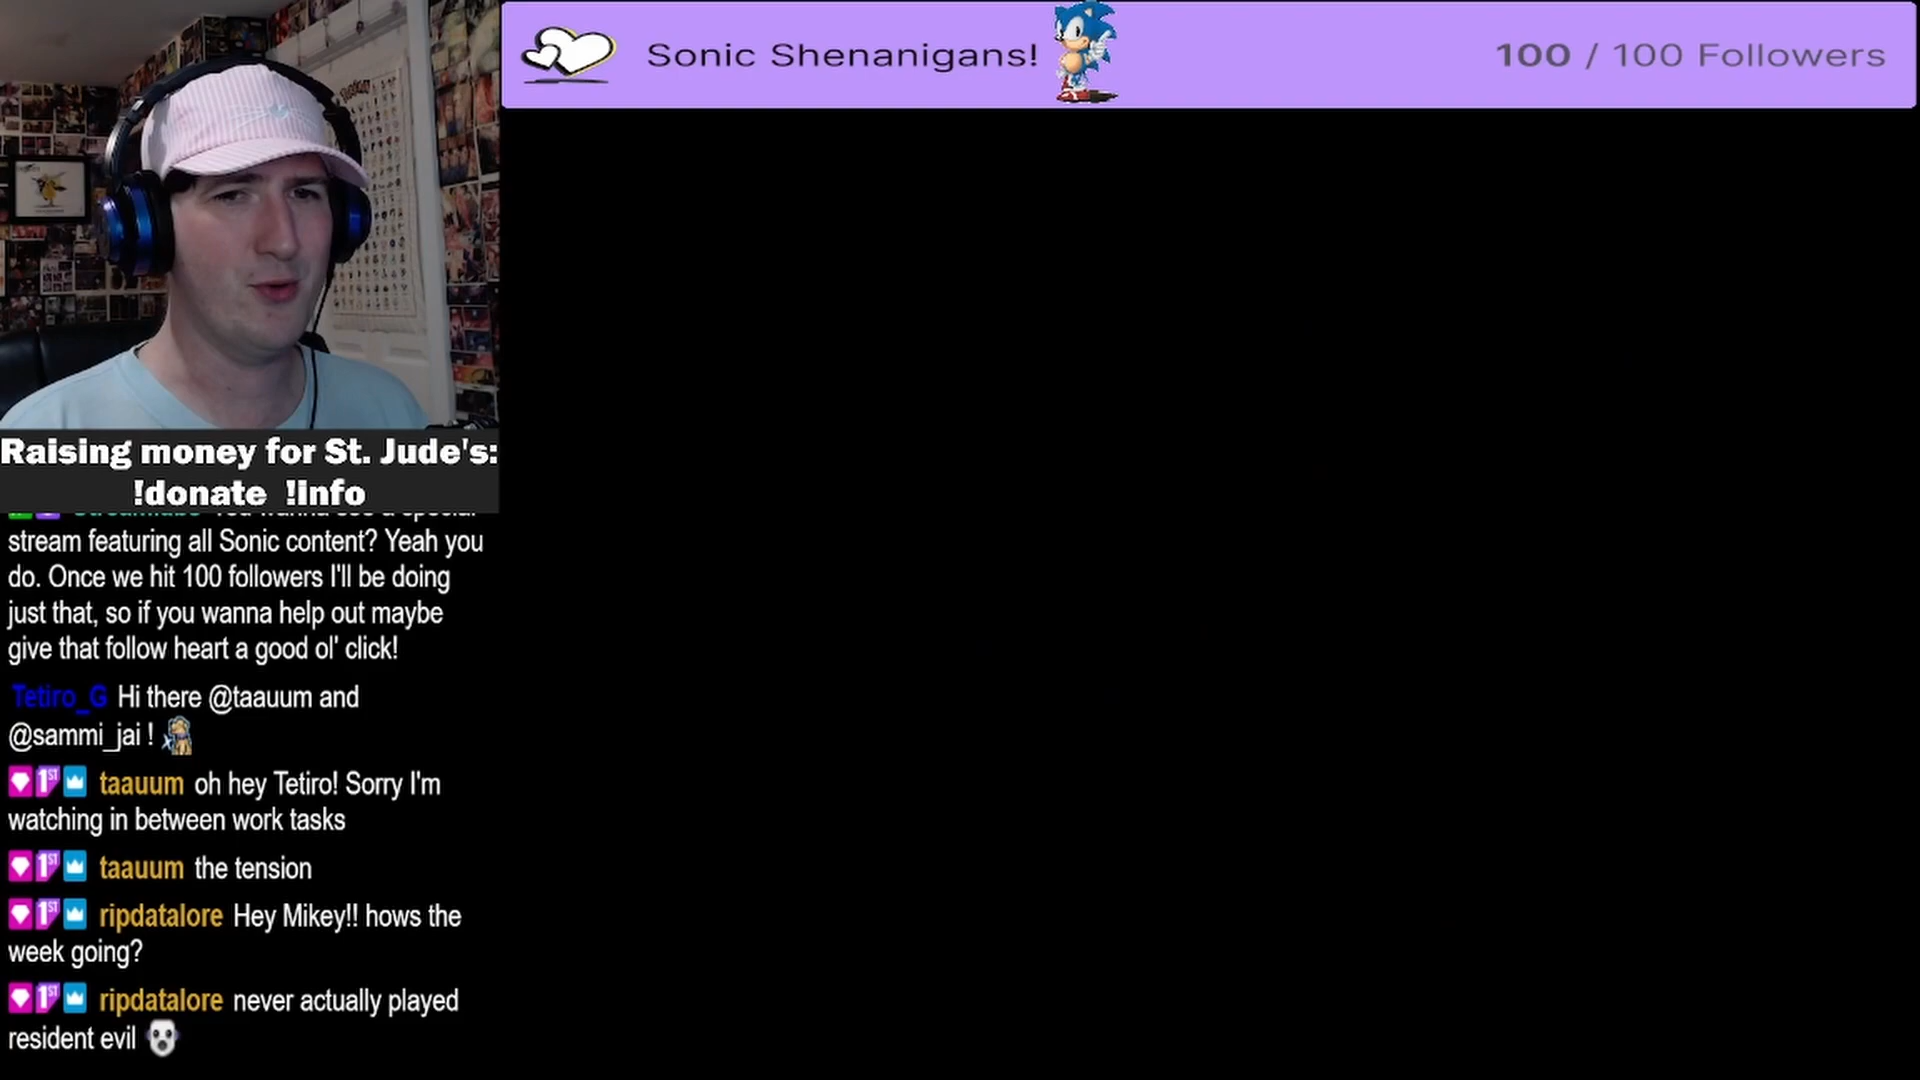 Sonic Shenanigans!
100 / 100 Followers
Raising money for St. Jude's:
!donate !info
stream featuring all Sonic content? Yeah you
do. Once we hit 100 followers I'll be doing
just that, so if you wanna help out maybe
give that follow heart a good ol' click!
Tetiro_G Hi there @taauum and
@sammi_jai !
1ST taauum oh hey Tetiro! Sorry I'm
watching in between work tasks
1ST taauum the tension
1ST ripdatalore Hey Mikey!! hows the
week going?
1ST ripdatalore never actually played
resident evil